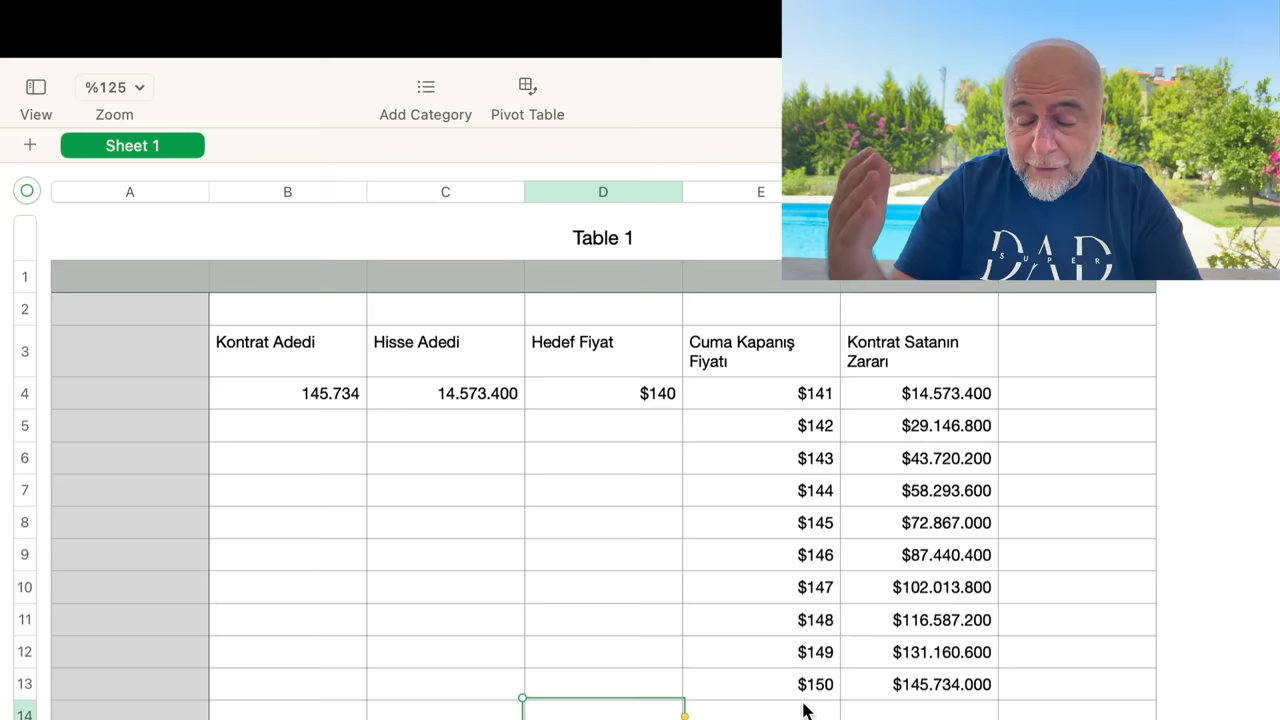 %125
View
Zoom
Add Category
Pivot Table
+
Sheet 1
A B C D E
Table 1
1
2
3 Kontrat Adedi Hisse Adedi Hedef Fiyat Cuma Kapanış Fiyatı Kontrat Satanın Zararı
4 145.734 14.573.400 $140 $141 $14.573.400
5 $142 $29.146.800
6 $143 $43.720.200
7 $144 $58.293.600
8 $145 $72.867.000
9 $146 $87.440.400
10 $147 $102.013.800
11 $148 $116.587.200
12 $149 $131.160.600
13 $150 $145.734.000
14
DAD
SUPER